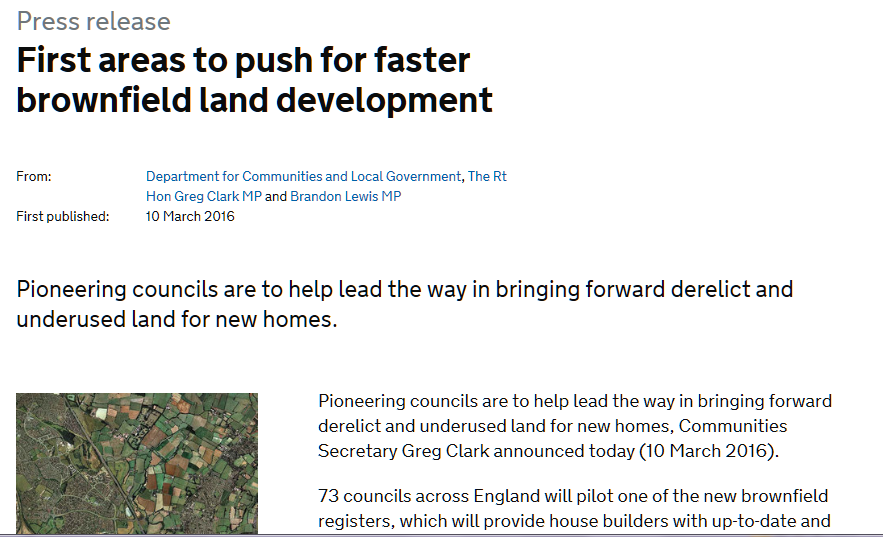 Press release
First areas to push for faster
brownfield land development
From:
Department for Communities and Local Government, The Rt
Hon Greg Clark MP and Brandon Lewis MP
First published:
10 March 2016
Pioneering councils are to help lead the way in bringing forward derelict and
underused land for new homes.
Pioneering councils are to help lead the way in bringing forward
derelict and underused land for new homes, Communities
Secretary Greg Clark announced today (10 March 2016).
73 councils across England will pilot one of the new brownfield
registers, which will provide house builders with up-to-date and